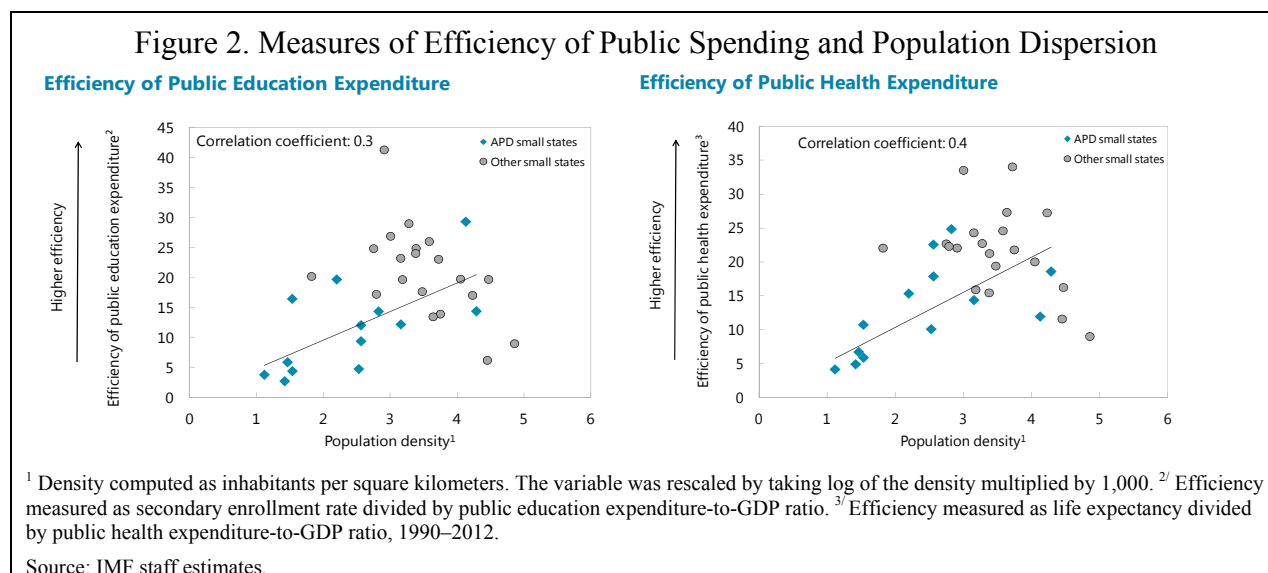 Figure 2. Measures of Efficiency of Public Spending and Population Dispersion
Efficiency of Public Education Expenditure
Efficiency of Public Health Expenditure
Higher efficiency
Efficiency of public education expenditure²
45
40
35
30
25
20
15
10
5
0
Correlation coefficient: 0.3
APD small states
Other small states
0 1 2 3 4 5 6
Population density¹
Higher efficiency
Efficiency of public health expenditure³
40
35
30
25
20
15
10
5
0
Correlation coefficient: 0.4
APD small states
Other small states
0 1 2 3 4 5 6
Population density¹
¹ Density computed as inhabitants per square kilometers. The variable was rescaled by taking log of the density multiplied by 1,000. ²/ Efficiency
measured as secondary enrollment rate divided by public education expenditure-to-GDP ratio. ³/ Efficiency measured as life expectancy divided
by public health expenditure-to-GDP ratio, 1990–2012.
Source: IMF staff estimates.